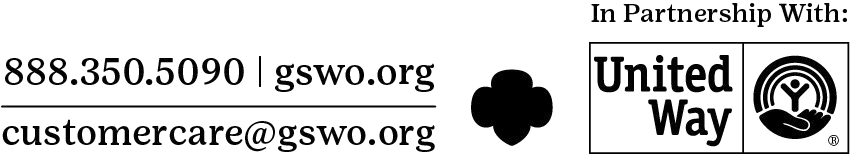 888.350.5090 | gswo.org
customercare@gswo.org
In Partnership With:
United
Way
®